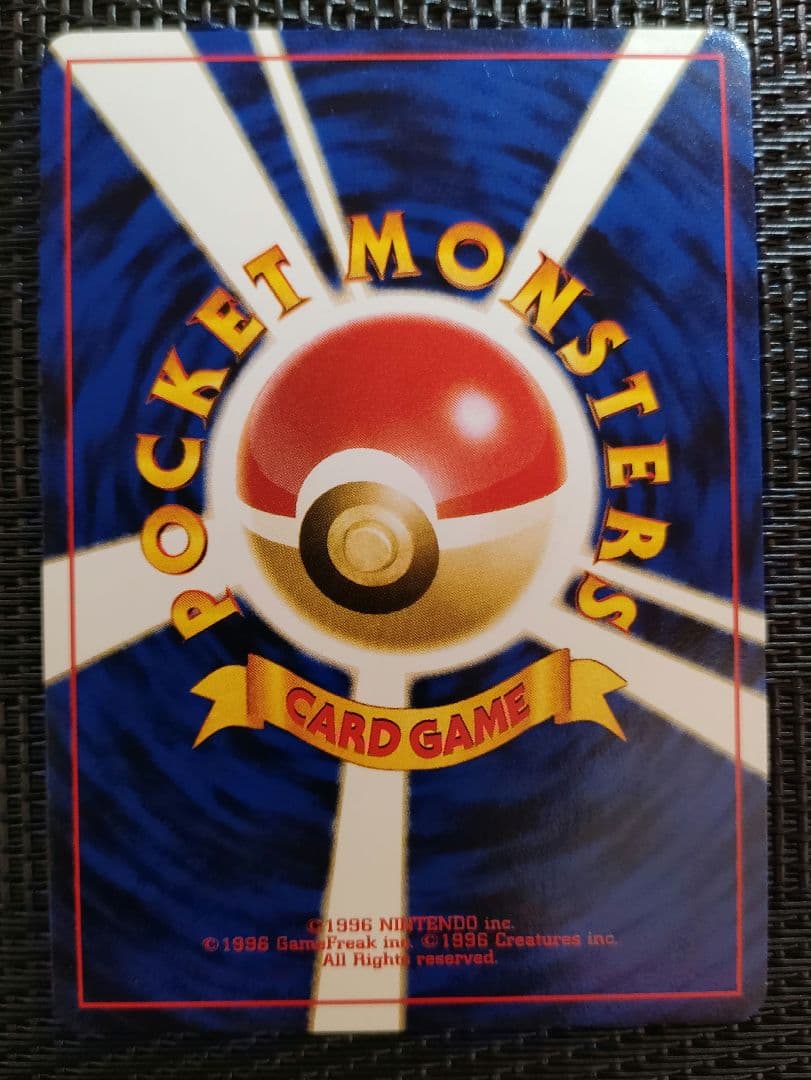 POCKET MONSTERS
CARD GAME
©1996 NINTENDO inc.
©1996 GameFreak inc. ©1996 Creatures inc.
All Rights reserved.